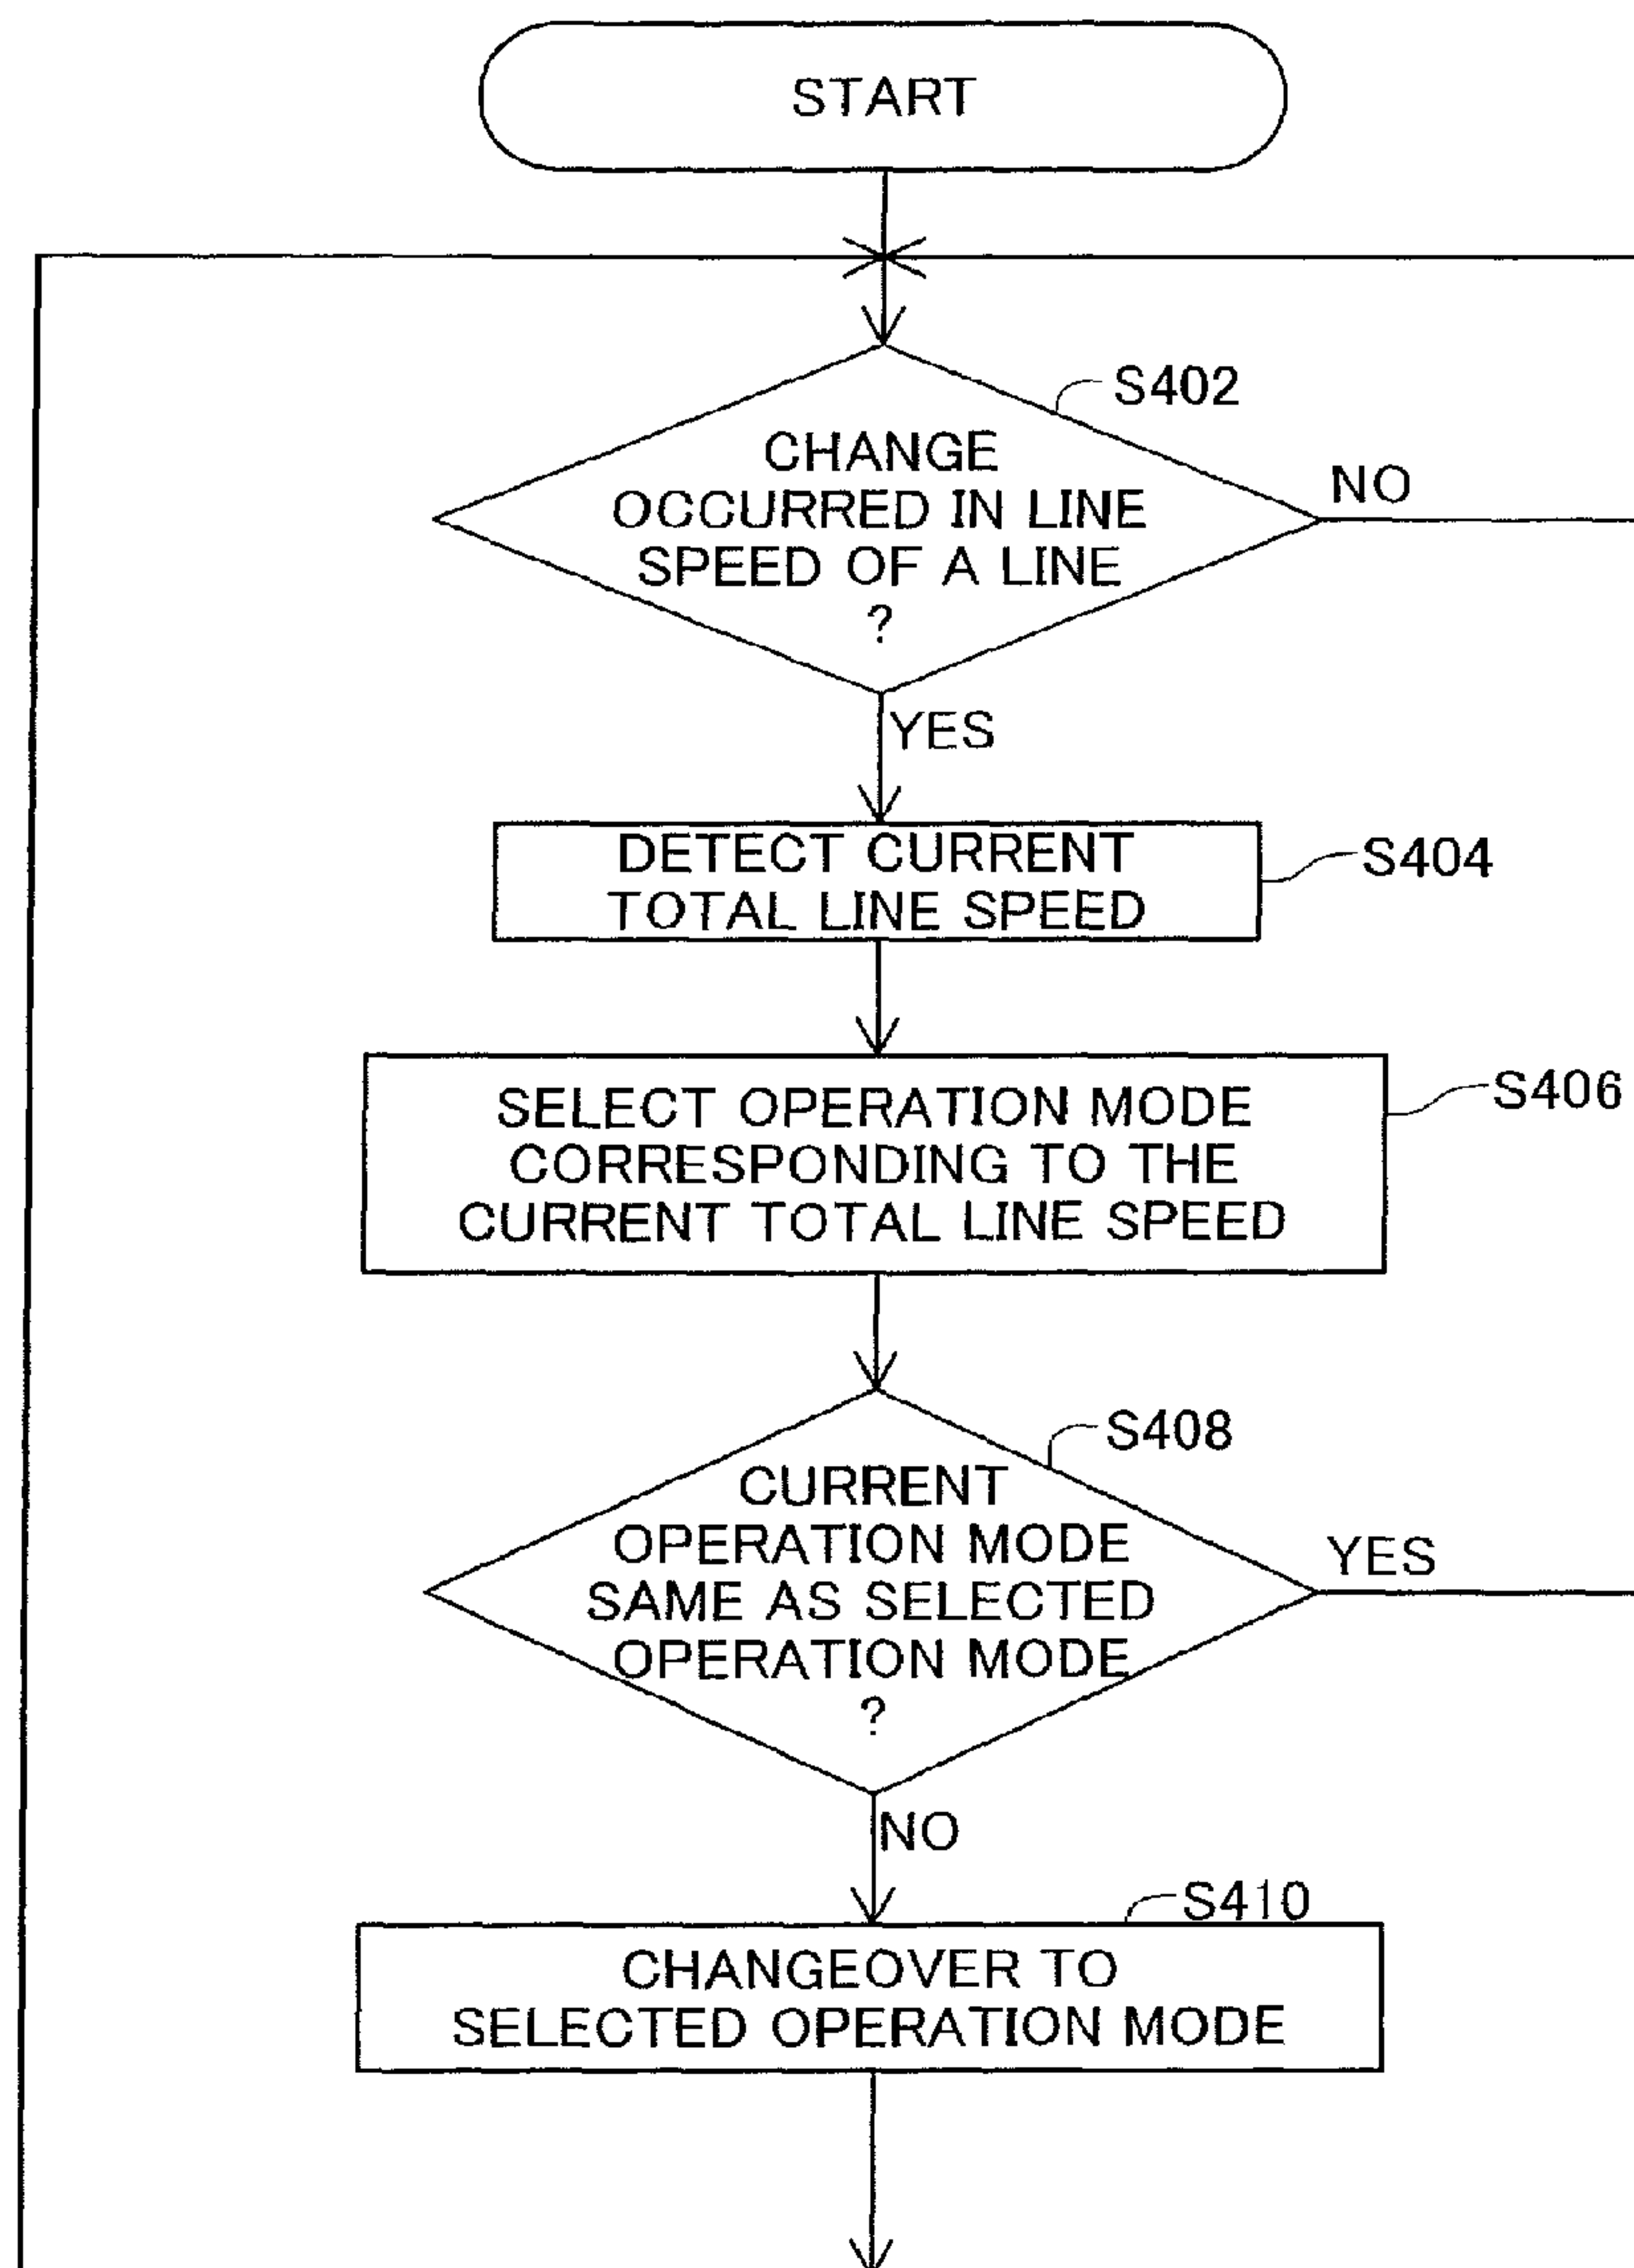 START
S402
CHANGE
OCCURRED IN LINE
SPEED OF A LINE
?
NO
YES
DETECT CURRENT
TOTAL LINE SPEED
S404
SELECT OPERATION MODE
CORRESPONDING TO THE
CURRENT TOTAL LINE SPEED
S406
S408
CURRENT
OPERATION MODE
SAME AS SELECTED
OPERATION MODE
?
YES
NO
S410
CHANGEOVER TO
SELECTED OPERATION MODE